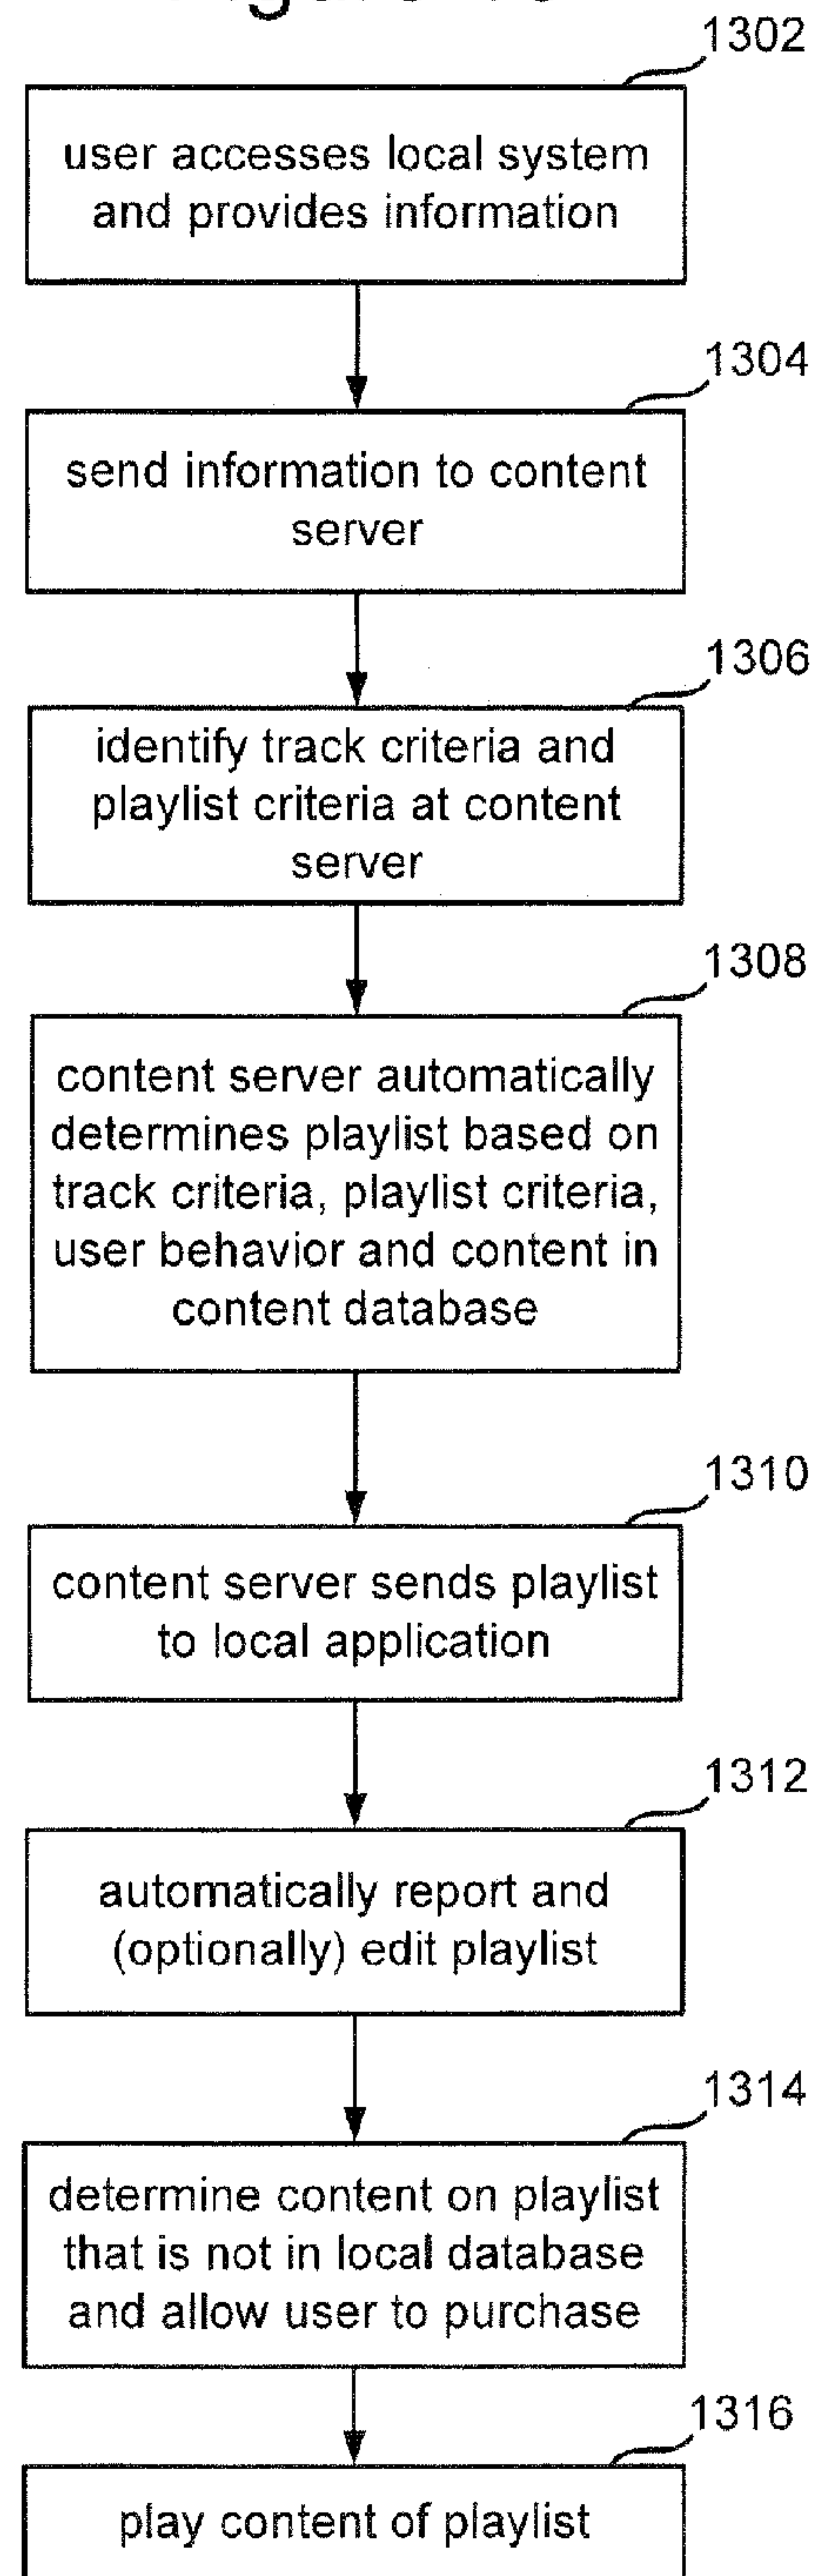 1302
user accesses local system
and provides information
1304
send information to content
server
1306
identify track criteria and
playlist criteria at content
server
1308
content server automatically
determines playlist based on
track criteria, playlist criteria,
user behavior and content in
content database
1310
content server sends playlist
to local application
1312
automatically report and
(optionally) edit playlist
1314
determine content on playlist
that is not in local database
and allow user to purchase
1316
play content of playlist